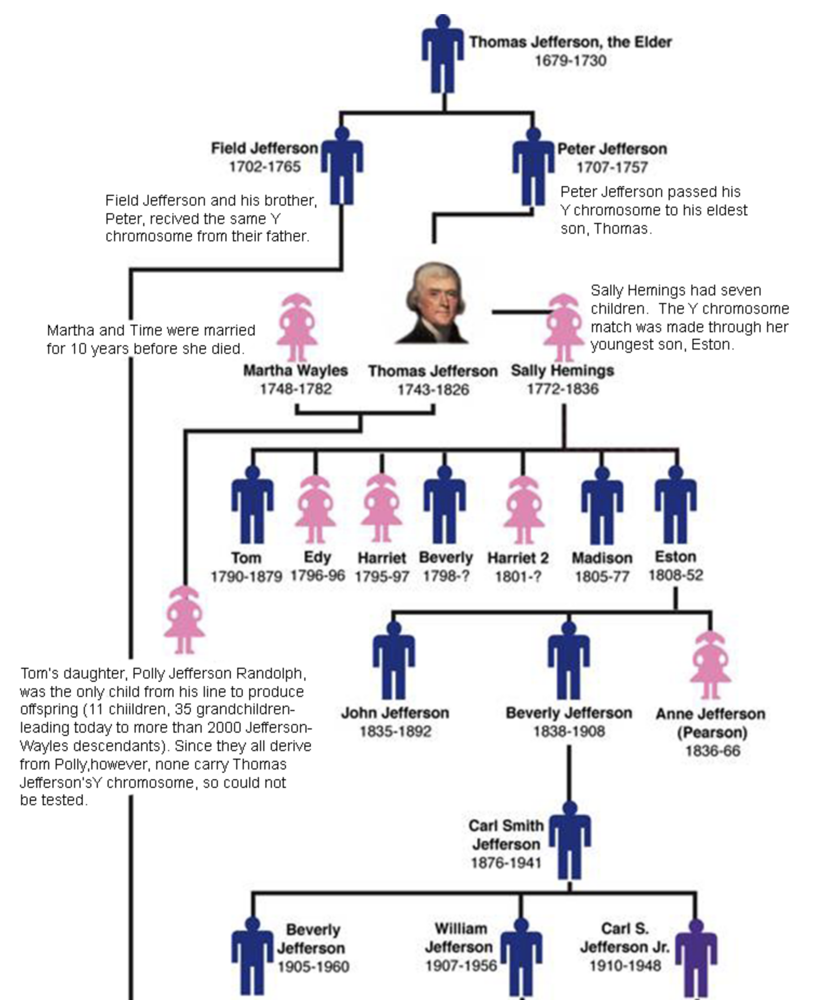 Thomas Jefferson, the Elder
1679-1730
Field Jefferson
1702-1765
Peter Jefferson
1707-1757
Field Jefferson and his brother,
Peter, recived the same Y
chromosome from their father.
Peter Jefferson passed his
Y chromosome to his eldest
son, Thomas.
Sally Hemings had seven
children.  The Y chromosome
match was made through her
youngest son, Eston.
Martha and Time were married
for 10 years before she died.
Martha Wayles
1748-1782
Thomas Jefferson
1743-1826
Sally Hemings
1772-1836
Tom
1790-1879
Edy
1796-96
Harriet
1795-97
Beverly
1798-?
Harriet 2
1801-?
Madison
1805-77
Eston
1808-52
Tom's daughter, Polly Jefferson Randolph,
was the only child from his line to produce
offspring (11 chiildren, 35 grandchildren-
leading today to more than 2000 Jefferson-
Wayles descendants). Since they all derive
from Polly,however, none carry Thomas
Jefferson'sY chromosome, so could not
be tested.
John Jefferson
1835-1892
Beverly Jefferson
1838-1908
Anne Jefferson
(Pearson)
1836-66
Carl Smith
Jefferson
1876-1941
Beverly
Jefferson
1905-1960
William
Jefferson
1907-1956
Carl S.
Jefferson Jr.
1910-1948